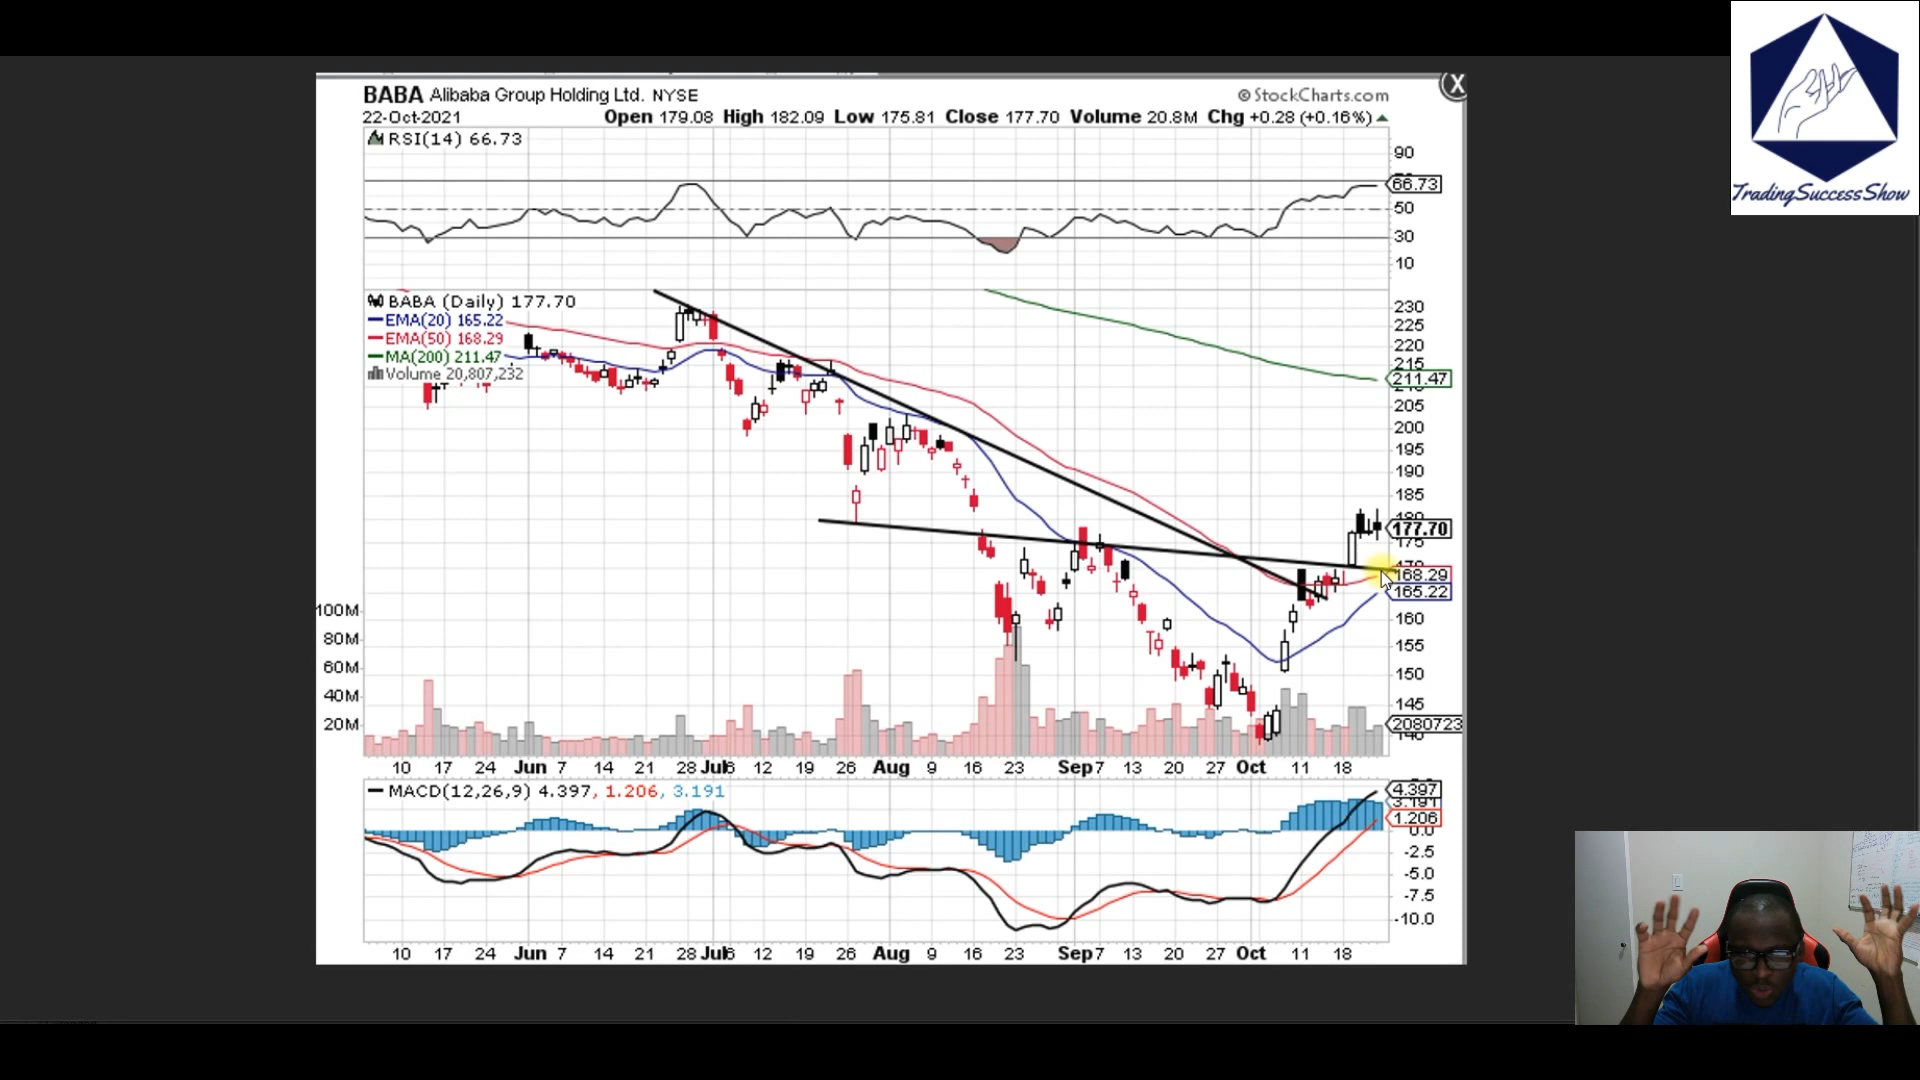 BABA Alibaba Group Holding Ltd. NYSE
© StockCharts.com
X
22-Oct-2021
Open 179.08 High 182.09 Low 175.81 Close 177.70 Volume 20.8M Chg +0.28 (+0.16%)
TradingSuccessShow
RSI(14) 66.73
90
66.73
50
30
10
BABA (Daily) 177.70
EMA(20) 165.22
EMA(50) 168.29
MA(200) 211.47
Volume 20,807,232
230
225
220
215
211.47
205
200
195
190
185
180
177.70
175
170
168.29
165.22
160
155
150
145
2080723
140
100M
80M
60M
40M
20M
10 17 24 Jun 7 14 21 28 Jul 6 12 19 26 Aug 9 16 23 Sep 7 13 20 27 Oct 11 18
MACD(12,26,9) 4.397, 1.206, 3.191
4.397
3.191
1.206
0.0
-2.5
-5.0
-7.5
-10.0
10 17 24 Jun 7 14 21 28 Jul 6 12 19 26 Aug 9 16 23 Sep 7 13 20 27 Oct 11 18